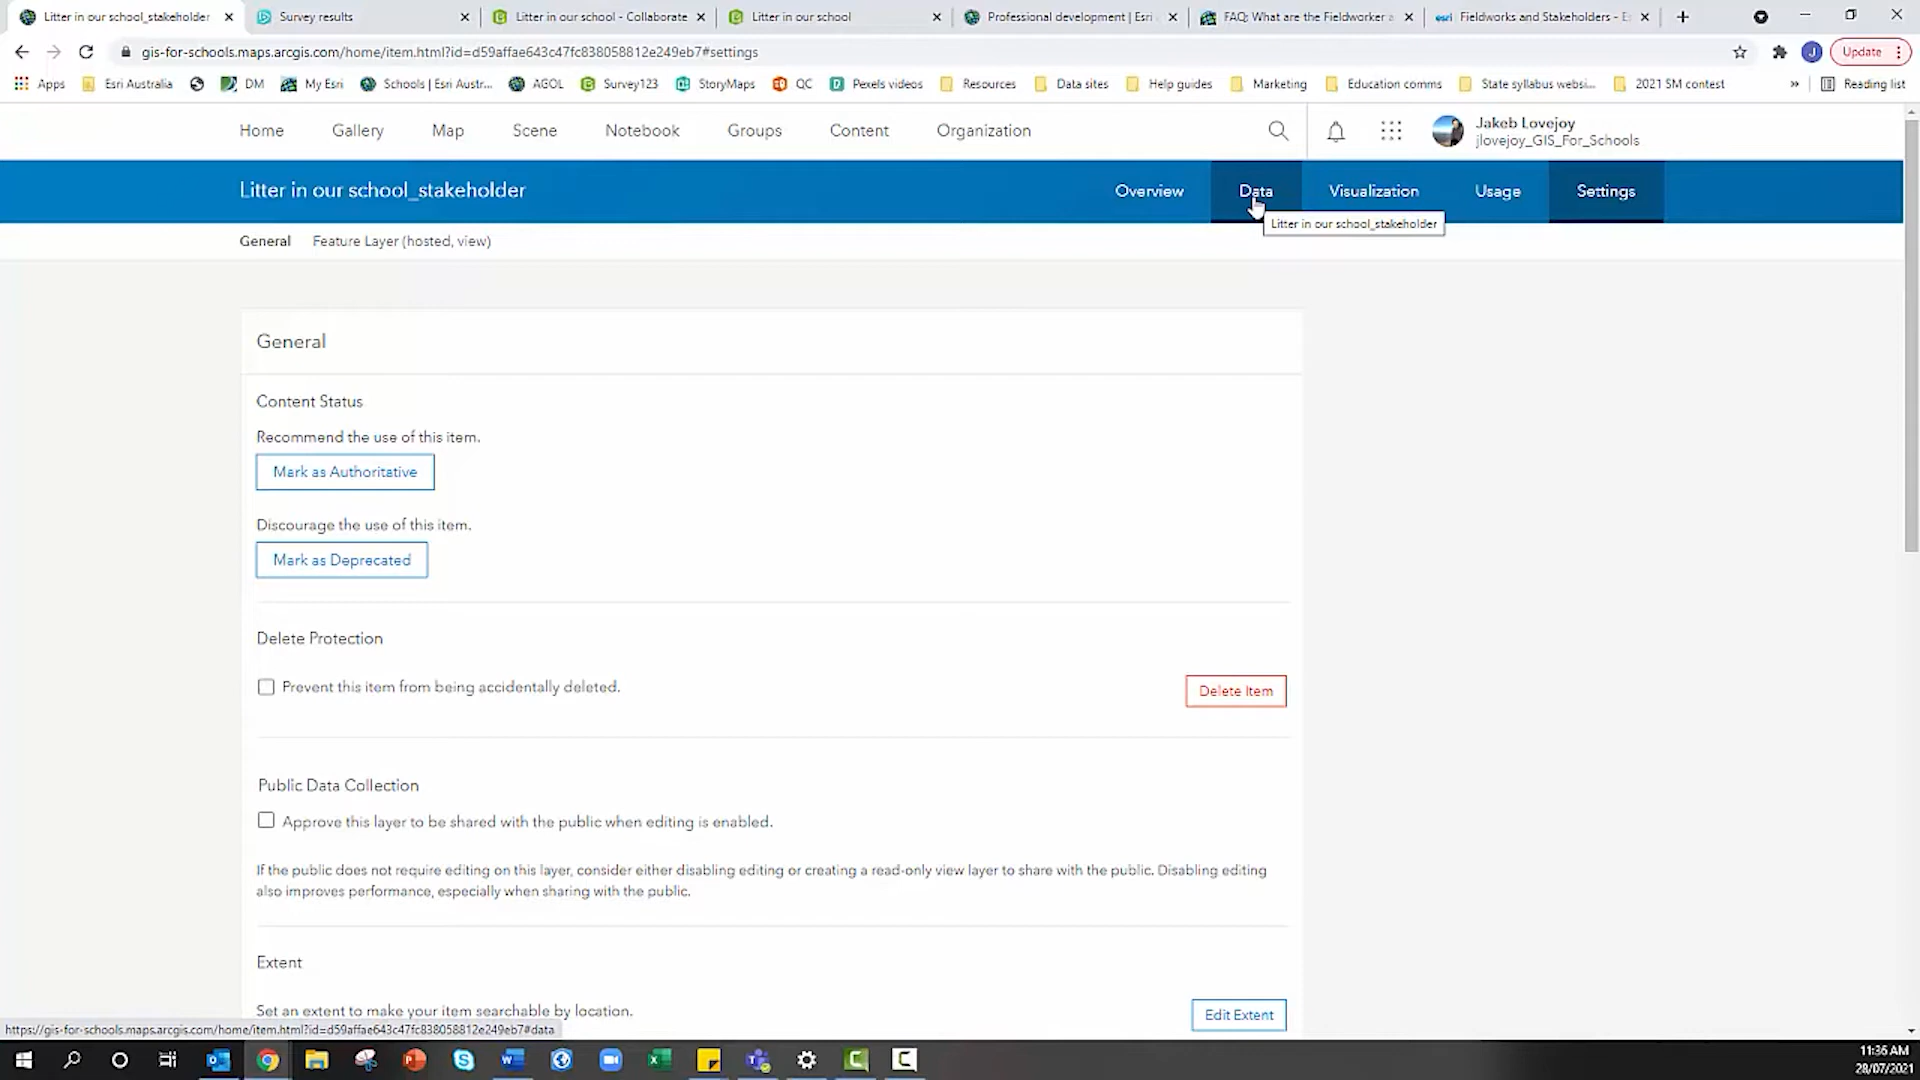 Litter in our school_stakeholder
Survey results
Litter in our school - Collaborate
Litter in our school
Professional development | Esri
FAQ: What are the Fieldworker a
esri Fieldworks and Stakeholders - Es
gis-for-schools.maps.arcgis.com/home/item.html?id=d59affae643c47fc838058812e249eb7#settings
J
Update
Apps
Esri Australia
DM
My Esri
Schools | Esri Austr...
AGOL
Survey123
StoryMaps
QC
Pexels videos
Resources
Data sites
Help guides
Marketing
Education comms
State syllabus websi...
2021 SM contest
»
Reading list
Home
Gallery
Map
Scene
Notebook
Groups
Content
Organization
Jakeb Lovejoy
jlovejoy_GIS_For_Schools
Litter in our school_stakeholder
Overview
Data
Visualization
Usage
Settings
Litter in our school_stakeholder
General
Feature Layer (hosted, view)
General
Content Status
Recommend the use of this item.
Mark as Authoritative
Discourage the use of this item.
Mark as Deprecated
Delete Protection
Prevent this item from being accidentally deleted.
Delete Item
Public Data Collection
Approve this layer to be shared with the public when editing is enabled.
If the public does not require editing on this layer, consider either disabling editing or creating a read-only view layer to share with the public. Disabling editing
also improves performance, especially when sharing with the public.
Extent
Set an extent to make your item searchable by location.
Edit Extent
https://gis-for-schools.maps.arcgis.com/home/item.html?id=d59affae643c47fc838058812e249eb7#data
11:36 AM
28/07/2021